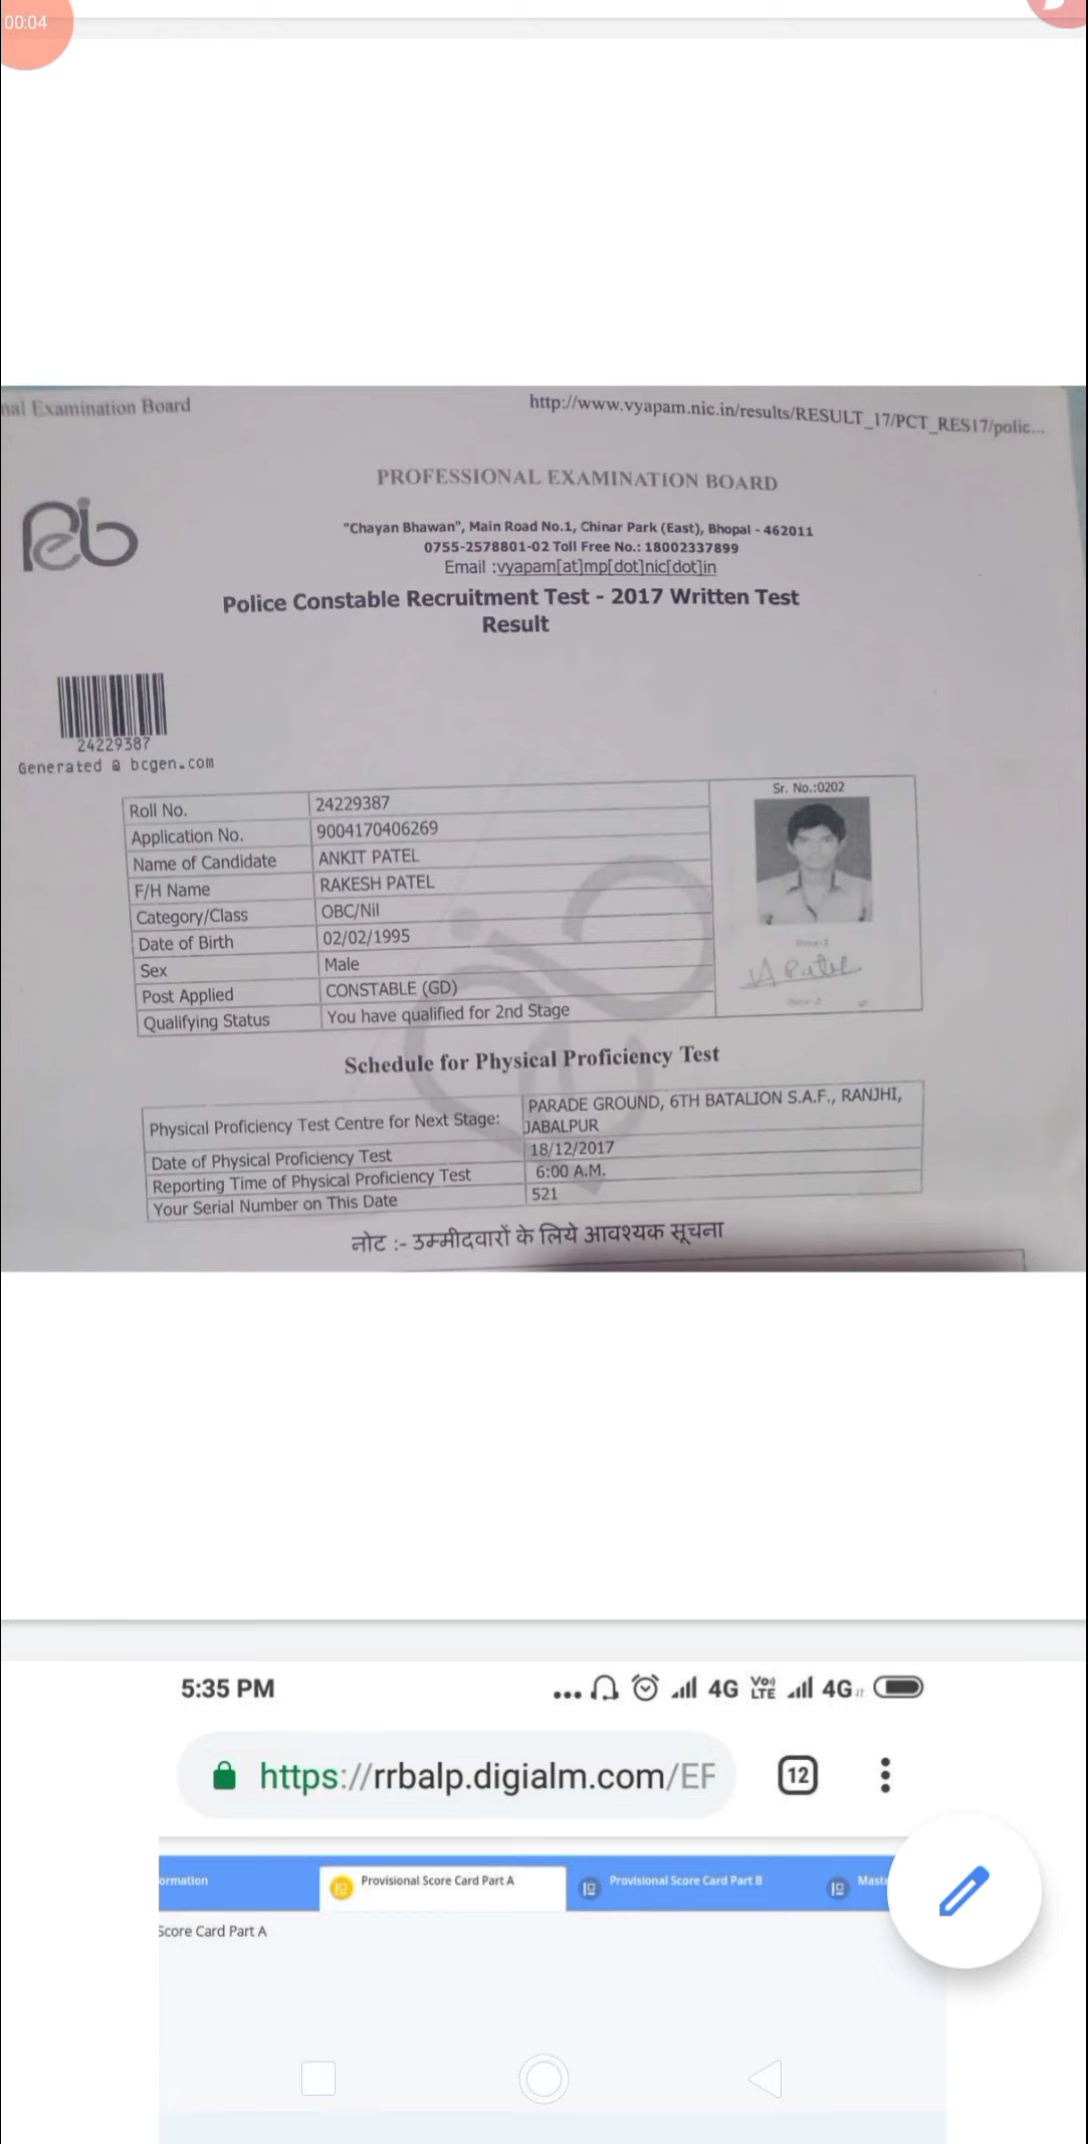 00:04
nal Examination Board
http://www.vyapam.nic.in/results/RESULT_17/PCT_RES17/polic...
PROFESSIONAL EXAMINATION BOARD
Peb
"Chayan Bhawan", Main Road No.1, Chinar Park (East), Bhopal - 462011
0755-2578801-02 Toll Free No.: 18002337899
Email :vyapam[at]mp[dot]nic[dot]in
Police Constable Recruitment Test - 2017 Written Test
Result
24229387
Generated @ bcgen.com
Sr. No.:0202
Roll No. 24229387
Application No. 9004170406269
Name of Candidate ANKIT PATEL
F/H Name RAKESH PATEL
Category/Class OBC/Nil
Date of Birth 02/02/1995
Sex Male
Post Applied CONSTABLE (GD)
Qualifying Status You have qualified for 2nd Stage
A Patel
Schedule for Physical Proficiency Test
Physical Proficiency Test Centre for Next Stage: PARADE GROUND, 6TH BATALION S.A.F., RANJHI,
JABALPUR
Date of Physical Proficiency Test 18/12/2017
Reporting Time of Physical Proficiency Test 6:00 A.M.
Your Serial Number on This Date 521
नोट :- उम्मीदवारों के लिये आवश्यक सूचना
5:35 PM
... 4G VoLTE 4G
https://rrbalp.digialm.com/EF
12
ormation
Provisional Score Card Part A
Provisional Score Card Part B
Maste
Score Card Part A